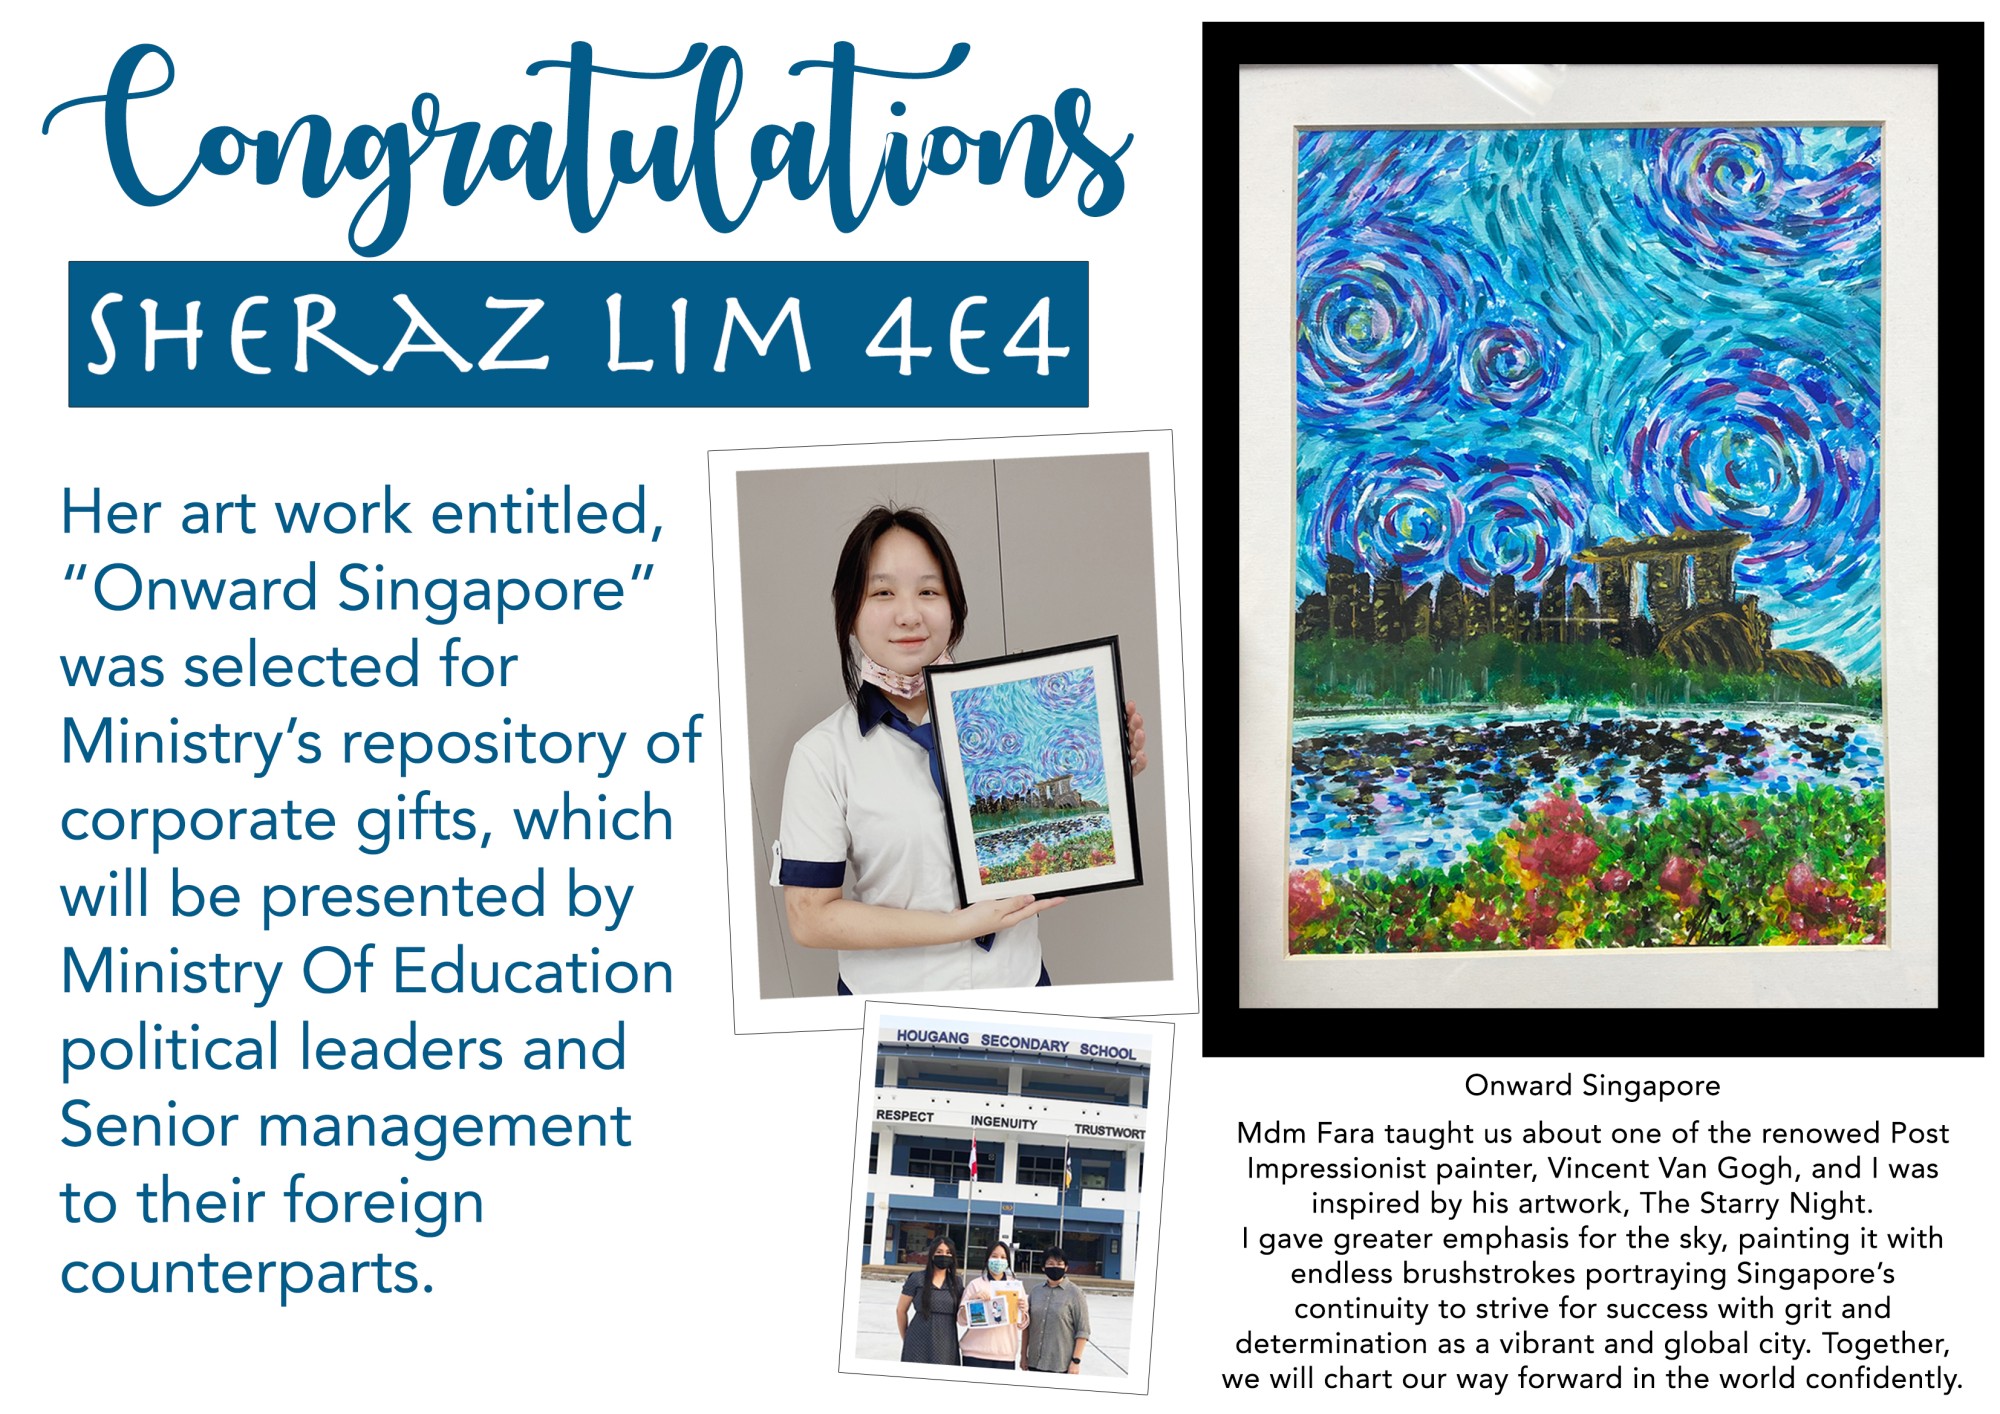 Congratulations
SHERAZ LIM 4E4
Her art work entitled,
“Onward Singapore”
was selected for
Ministry’s repository of
corporate gifts, which
will be presented by
Ministry Of Education
political leaders and
Senior management
to their foreign
counterparts.
HOUGANG SECONDARY SCHOOL
RESPECT INGENUITY TRUSTWORT
Onward Singapore
Mdm Fara taught us about one of the renowed Post
Impressionist painter, Vincent Van Gogh, and I was
inspired by his artwork, The Starry Night.
I gave greater emphasis for the sky, painting it with
endless brushstrokes portraying Singapore’s
continuity to strive for success with grit and
determination as a vibrant and global city. Together,
we will chart our way forward in the world confidently.